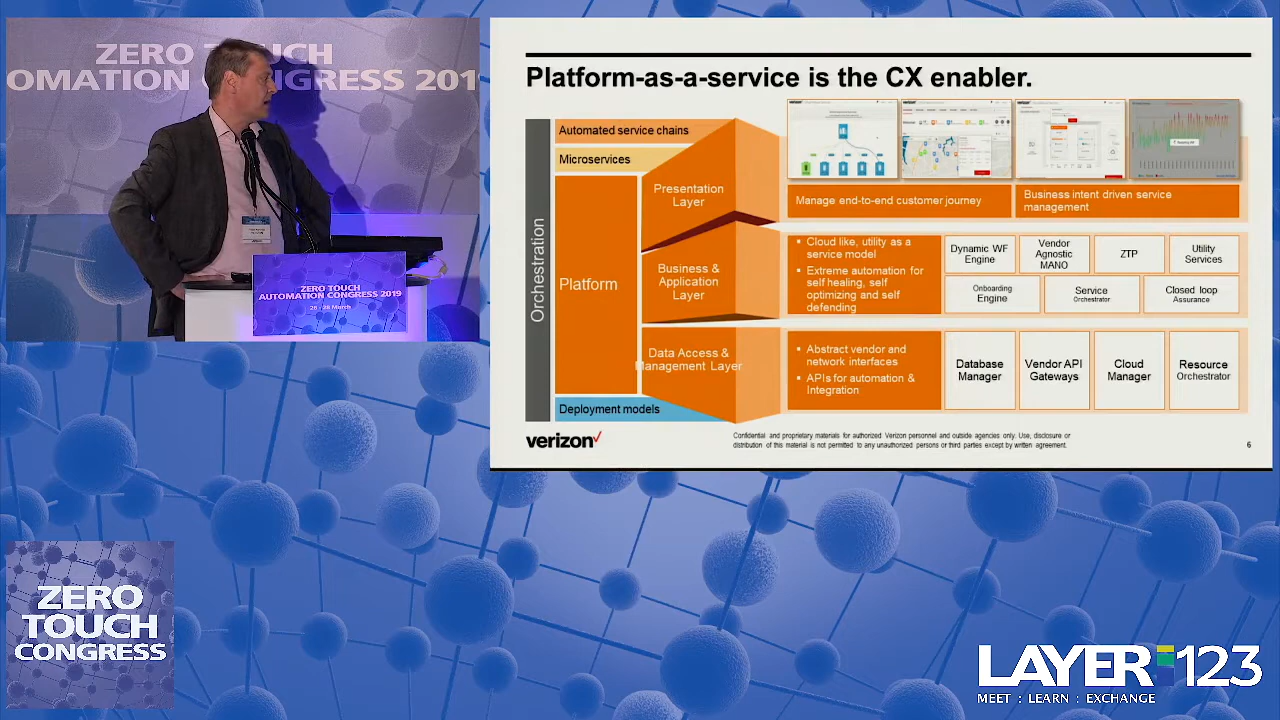 ZERO TOUCH
OMATION CONGRESS 201
ZERO TOUCH
AUTOMATION CONGRESS 2019
26 - 28 March
Platform-as-a-service is the CX enabler.
Orchestration
Automated service chains
Microservices
Platform
Deployment models
Presentation
Layer
Business &
Application
Layer
Data Access &
Management Layer
verizon
Manage end-to-end customer journey
Business intent driven service
management
▪ Cloud like, utility as a
service model
▪ Extreme automation for
self healing, self
optimizing and self
defending
Dynamic WF
Engine
Vendor
Agnostic
MANO
ZTP
Utility
Services
Onboarding
Engine
Service
Orchestrator
Closed loop
Assurance
▪ Abstract vendor and
network interfaces
▪ APIs for automation &
Integration
Database
Manager
Vendor API
Gateways
Cloud
Manager
Resource
Orchestrator
verizon
Confidential and proprietary materials for authorized Verizon personnel and outside agencies only. Use, disclosure or
distribution of this material is not permitted to any unauthorized persons or third parties except by written agreement.
6
ZERO
TOUCH
CONGRESS
LAYER 123
MEET : LEARN : EXCHANGE